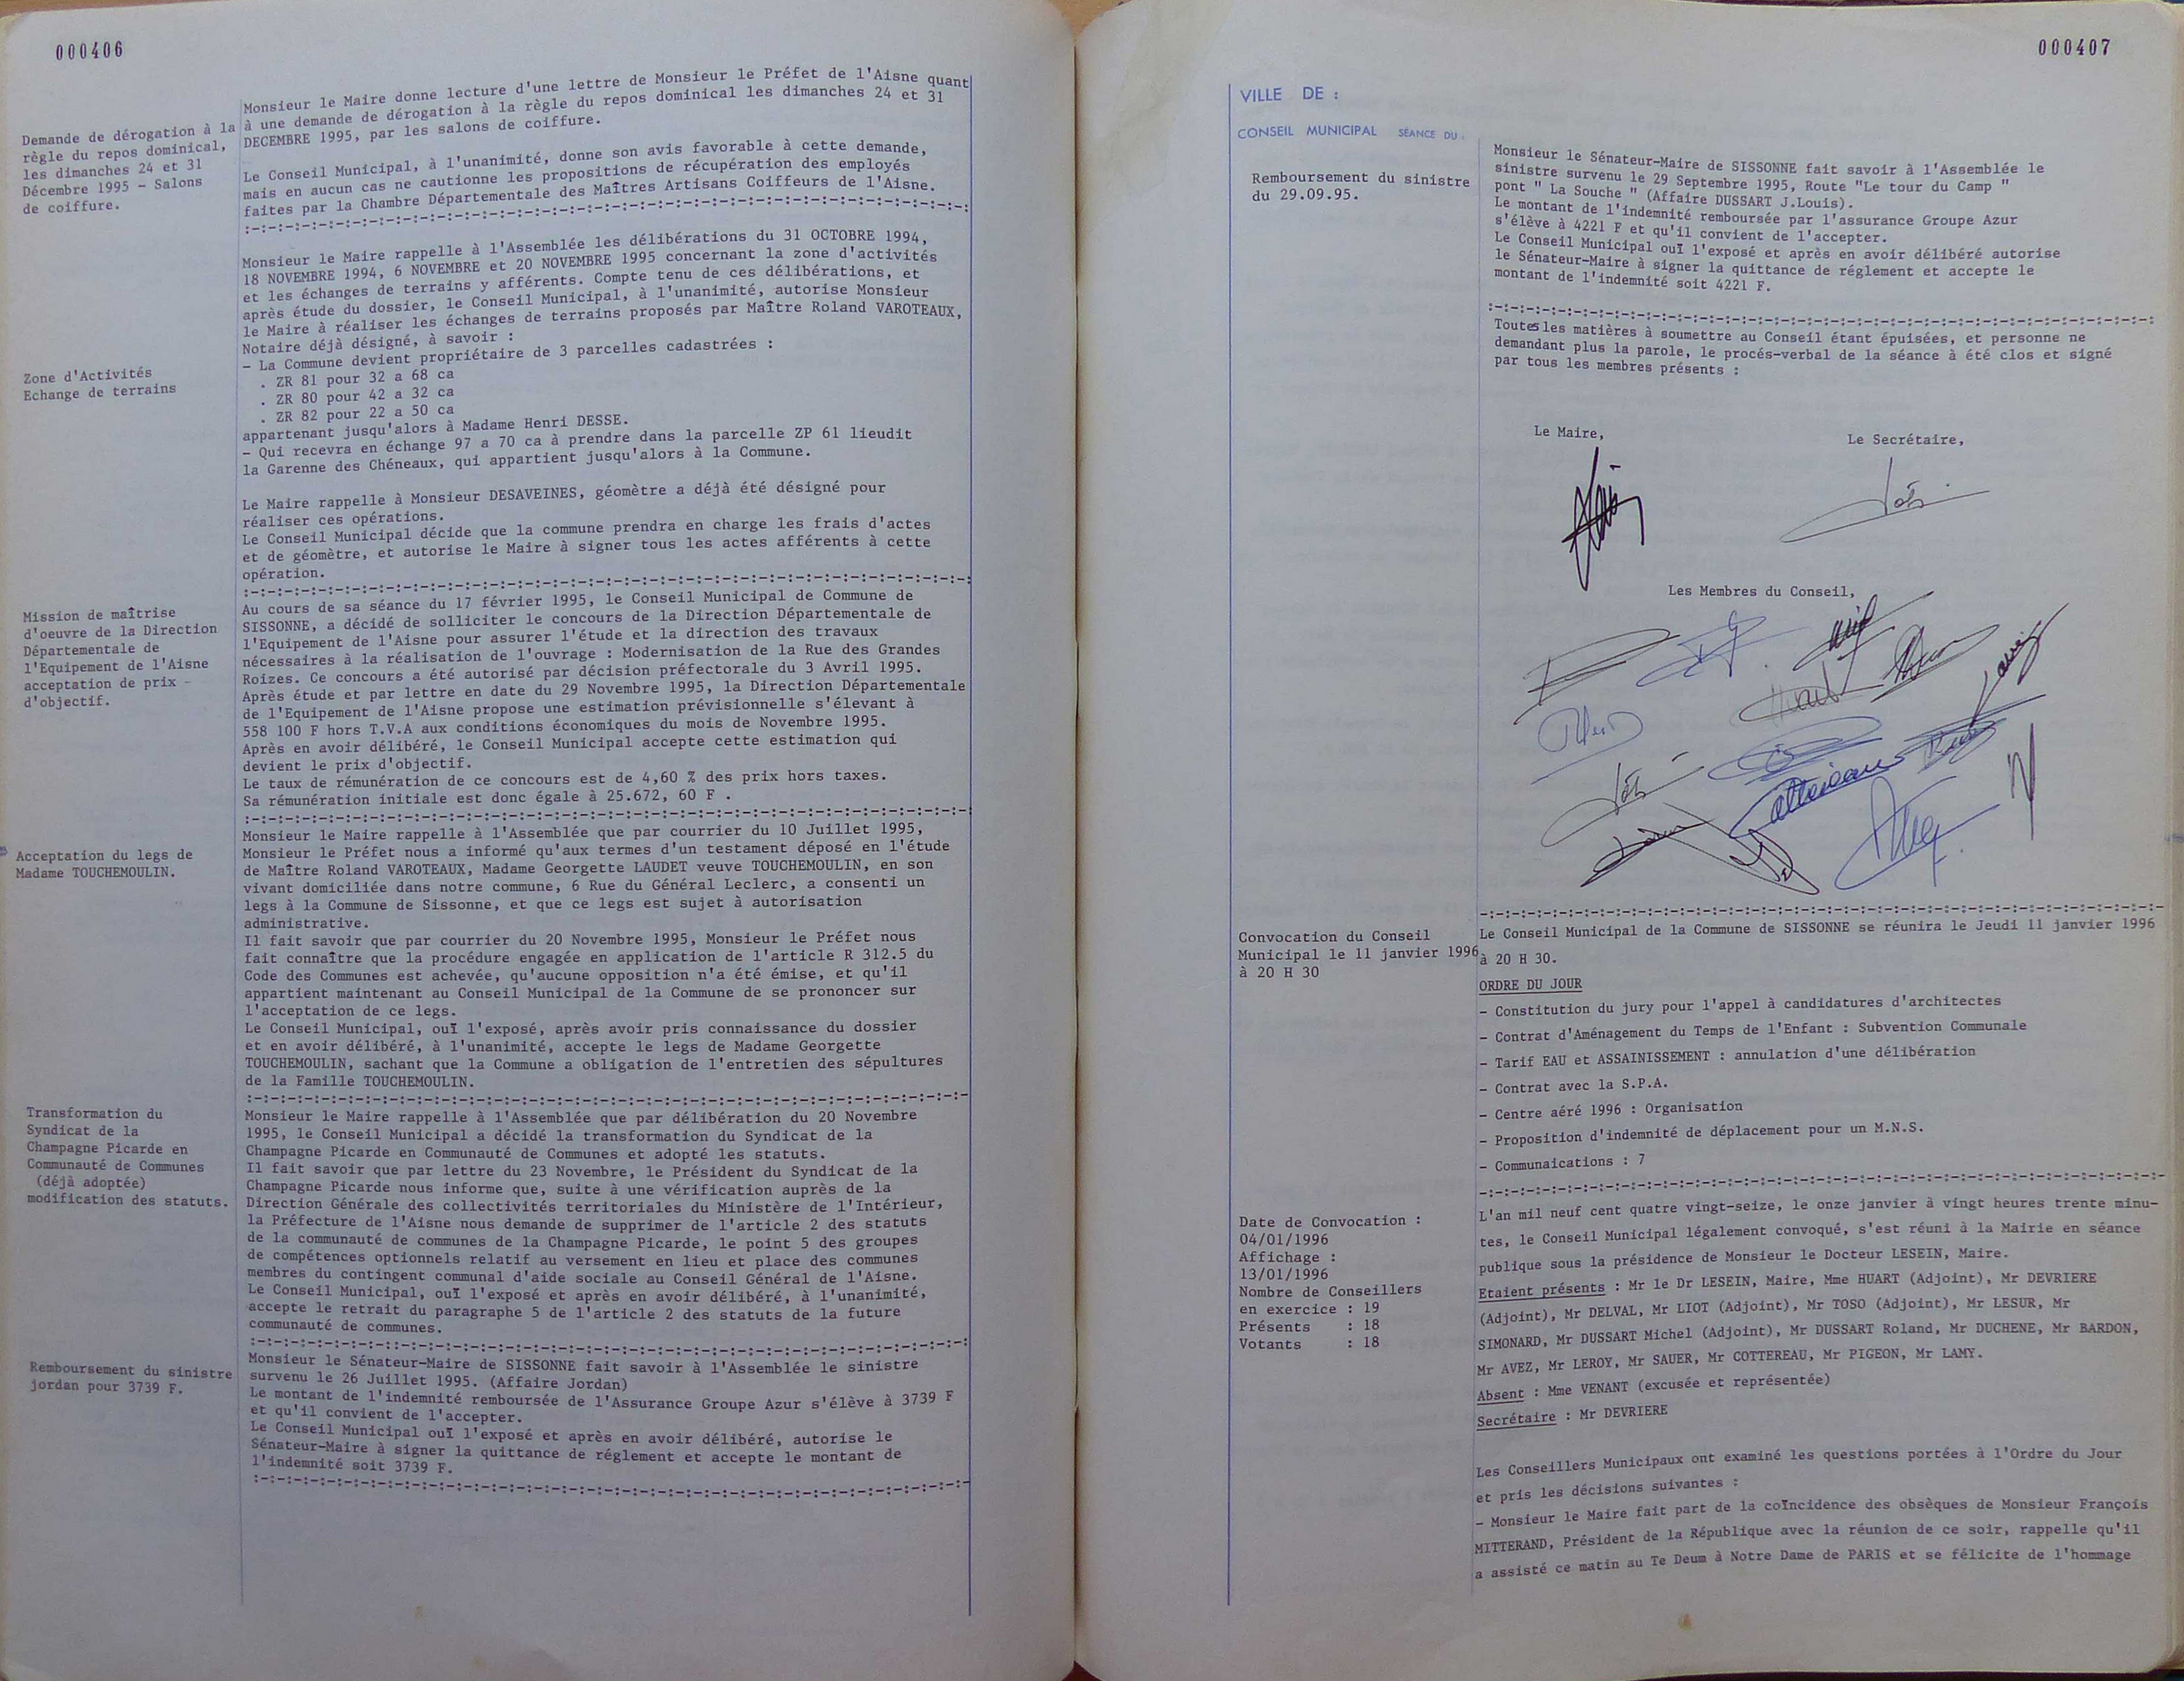 000406
Demande de dérogation à la
règle du repos dominical,
les dimanches 24 et 31
Décembre 1995 - Salons
de coiffure.
Monsieur le Maire donne lecture d'une lettre de Monsieur le Préfet de l'Aisne quant
à une demande de dérogation à la règle du repos dominical les dimanches 24 et 31
DECEMBRE 1995, par les salons de coiffure.
Le Conseil Municipal, à l'unanimité, donne son avis favorable à cette demande,
mais en aucun cas ne cautionne les propositions de récupération des employés
faites par la Chambre Départementale des Maîtres Artisans Coiffeurs de l'Aisne.
Zone d'Activités
Echange de terrains
Monsieur le Maire rappelle à l'Assemblée les délibérations du 31 OCTOBRE 1994,
18 NOVEMBRE 1994, 6 NOVEMBRE et 20 NOVEMBRE 1995 concernant la zone d'activités
et les échanges de terrains y afférents. Compte tenu de ces délibérations, et
après étude du dossier, le Conseil Municipal, à l'unanimité, autorise Monsieur
le Maire à réaliser les échanges de terrains proposés par Maître Roland VAROTEAUX,
Notaire déjà désigné, à savoir :
- La Commune devient propriétaire de 3 parcelles cadastrées :
. ZR 81 pour 32 a 68 ca
. ZR 80 pour 42 a 32 ca
. ZR 82 pour 22 a 50 ca
appartenant jusqu'alors à Madame Henri DESSE.
- Qui recevra en échange 97 a 70 ca à prendre dans la parcelle ZP 61 lieudit
la Garenne des Chéneaux, qui appartient jusqu'alors à la Commune.
Le Maire rappelle à Monsieur DESAVEINES, géomètre a déjà été désigné pour
réaliser ces opérations.
Le Conseil Municipal décide que la commune prendra en charge les frais d'actes
et de géomètre, et autorise le Maire à signer tous les actes afférents à cette
opération.
Mission de maîtrise
d'oeuvre de la Direction
Départementale de
l'Equipement de l'Aisne
acceptation de prix -
d'objectif.
Au cours de sa séance du 17 février 1995, le Conseil Municipal de Commune de
SISSONNE, a décidé de solliciter le concours de la Direction Départementale de
l'Equipement de l'Aisne pour assurer l'étude et la direction des travaux
nécessaires à la réalisation de l'ouvrage : Modernisation de la Rue des Grandes
Roizes. Ce concours a été autorisé par décision préfectorale du 3 Avril 1995.
Après étude et par lettre en date du 29 Novembre 1995, la Direction Départementale
de l'Equipement de l'Aisne propose une estimation prévisionnelle s'élevant à
558 100 F hors T.V.A aux conditions économiques du mois de Novembre 1995.
Après en avoir délibéré, le Conseil Municipal accepte cette estimation qui
devient le prix d'objectif.
Le taux de rémunération de ce concours est de 4,60 % des prix hors taxes.
Sa rémunération initiale est donc égale à 25.672, 60 F .
Acceptation du legs de
Madame TOUCHEMOULIN.
Monsieur le Maire rappelle à l'Assemblée que par courrier du 10 Juillet 1995,
Monsieur le Préfet nous a informé qu'aux termes d'un testament déposé en l'étude
de Maître Roland VAROTEAUX, Madame Georgette LAUDET veuve TOUCHEMOULIN, en son
vivant domiciliée dans notre commune, 6 Rue du Général Leclerc, a consenti un
legs à la Commune de Sissonne, et que ce legs est sujet à autorisation
administrative.
Il fait savoir que par courrier du 20 Novembre 1995, Monsieur le Préfet nous
fait connaître que la procédure engagée en application de l'article R 312.5 du
Code des Communes est achevée, qu'aucune opposition n'a été émise, et qu'il
appartient maintenant au Conseil Municipal de la Commune de se prononcer sur
l'acceptation de ce legs.
Le Conseil Municipal, ouï l'exposé, après avoir pris connaissance du dossier
et en avoir délibéré, à l'unanimité, accepte le legs de Madame Georgette
TOUCHEMOULIN, sachant que la Commune a obligation de l'entretien des sépultures
de la Famille TOUCHEMOULIN.
Transformation du
Syndicat de la
Champagne Picarde en
Communauté de Communes
(déjà adoptée)
modification des statuts.
Monsieur le Maire rappelle à l'Assemblée que par délibération du 20 Novembre
1995, le Conseil Municipal a décidé la transformation du Syndicat de la
Champagne Picarde en Communauté de Communes et adopté les statuts.
Il fait savoir que par lettre du 23 Novembre, le Président du Syndicat de la
Champagne Picarde nous informe que, suite à une vérification auprès de la
Direction Générale des collectivités territoriales du Ministère de l'Intérieur,
la Préfecture de l'Aisne nous demande de supprimer de l'article 2 des statuts
de la communauté de communes de la Champagne Picarde, le point 5 des groupes
de compétences optionnels relatif au versement en lieu et place des communes
membres du contingent communal d'aide sociale au Conseil Général de l'Aisne.
Le Conseil Municipal, ouï l'exposé et après en avoir délibéré, à l'unanimité,
accepte le retrait du paragraphe 5 de l'article 2 des statuts de la future
communauté de communes.
Remboursement du sinistre
jordan pour 3739 F.
Monsieur le Sénateur-Maire de SISSONNE fait savoir à l'Assemblée le sinistre
survenu le 26 Juillet 1995. (Affaire Jordan)
Le montant de l'indemnité remboursée de l'Assurance Groupe Azur s'élève à 3739 F
et qu'il convient de l'accepter.
Le Conseil Municipal ouï l'exposé et après en avoir délibéré, autorise le
Sénateur-Maire à signer la quittance de réglement et accepte le montant de
l'indemnité soit 3739 F.
000407
VILLE DE :
CONSEIL MUNICIPAL SÉANCE DU :
Remboursement du sinistre
du 29.09.95.
Monsieur le Sénateur-Maire de SISSONNE fait savoir à l'Assemblée le
sinistre survenu le 29 Septembre 1995, Route "Le tour du Camp "
pont " La Souche " (Affaire DUSSART J.Louis).
Le montant de l'indemnité remboursée par l'assurance Groupe Azur
s'élève à 4221 F et qu'il convient de l'accepter.
Le Conseil Municipal ouï l'exposé et après en avoir délibéré autorise
le Sénateur-Maire à signer la quittance de réglement et accepte le
montant de l'indemnité soit 4221 F.
Toutes les matières à soumettre au Conseil étant épuisées, et personne ne
demandant plus la parole, le procés-verbal de la séance à été clos et signé
par tous les membres présents :
Le Maire,
Le Secrétaire,
Les Membres du Conseil,
Convocation du Conseil
Municipal le 11 janvier 1996
à 20 H 30
Le Conseil Municipal de la Commune de SISSONNE se réunira le Jeudi 11 janvier 1996
à 20 H 30.
ORDRE DU JOUR
- Constitution du jury pour l'appel à candidatures d'architectes
- Contrat d'Aménagement du Temps de l'Enfant : Subvention Communale
- Tarif EAU et ASSAINISSEMENT : annulation d'une délibération
- Contrat avec la S.P.A.
- Centre aéré 1996 : Organisation
- Proposition d'indemnité de déplacement pour un M.N.S.
- Communaications : 7
Date de Convocation :
04/01/1996
Affichage :
13/01/1996
Nombre de Conseillers
en exercice : 19
Présents : 18
Votants : 18
L'an mil neuf cent quatre vingt-seize, le onze janvier à vingt heures trente minu-
tes, le Conseil Municipal légalement convoqué, s'est réuni à la Mairie en séance
publique sous la présidence de Monsieur le Docteur LESEIN, Maire.
Etaient présents : Mr le Dr LESEIN, Maire, Mme HUART (Adjoint), Mr DEVRIERE
(Adjoint), Mr DELVAL, Mr LIOT (Adjoint), Mr TOSO (Adjoint), Mr LESUR, Mr
SIMONARD, Mr DUSSART Michel (Adjoint), Mr DUSSART Roland, Mr DUCHENE, Mr BARDON,
Mr AVEZ, Mr LEROY, Mr SAUER, Mr COTTEREAU, Mr PIGEON, Mr LAMY.
Absent : Mme VENANT (excusée et représentée)
Secrétaire : Mr DEVRIERE
Les Conseillers Municipaux ont examiné les questions portées à l'Ordre du Jour
et pris les décisions suivantes :
- Monsieur le Maire fait part de la coïncidence des obsèques de Monsieur François
MITTERAND, Président de la République avec la réunion de ce soir, rappelle qu'il
a assisté ce matin au Te Deum à Notre Dame de PARIS et se félicite de l'hommage